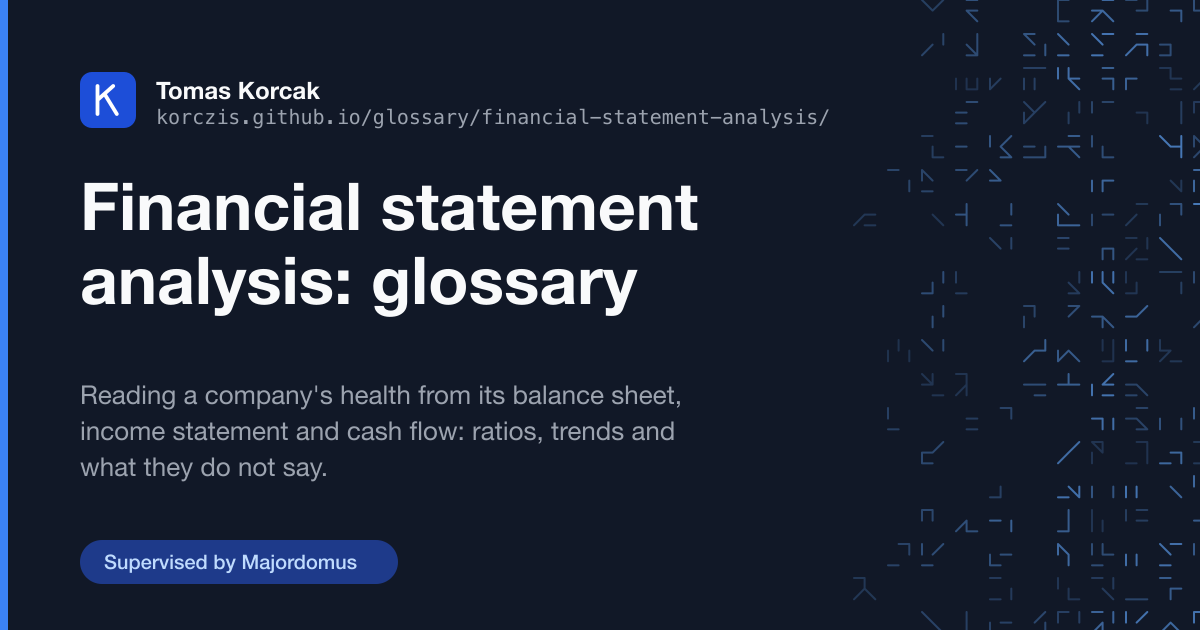 K
Tomas Korcak
korczis.github.io/glossary/financial-statement-analysis/
Financial statement
analysis: glossary
Reading a company's health from its balance sheet,
income statement and cash flow: ratios, trends and
what they do not say.
Supervised by Majordomus